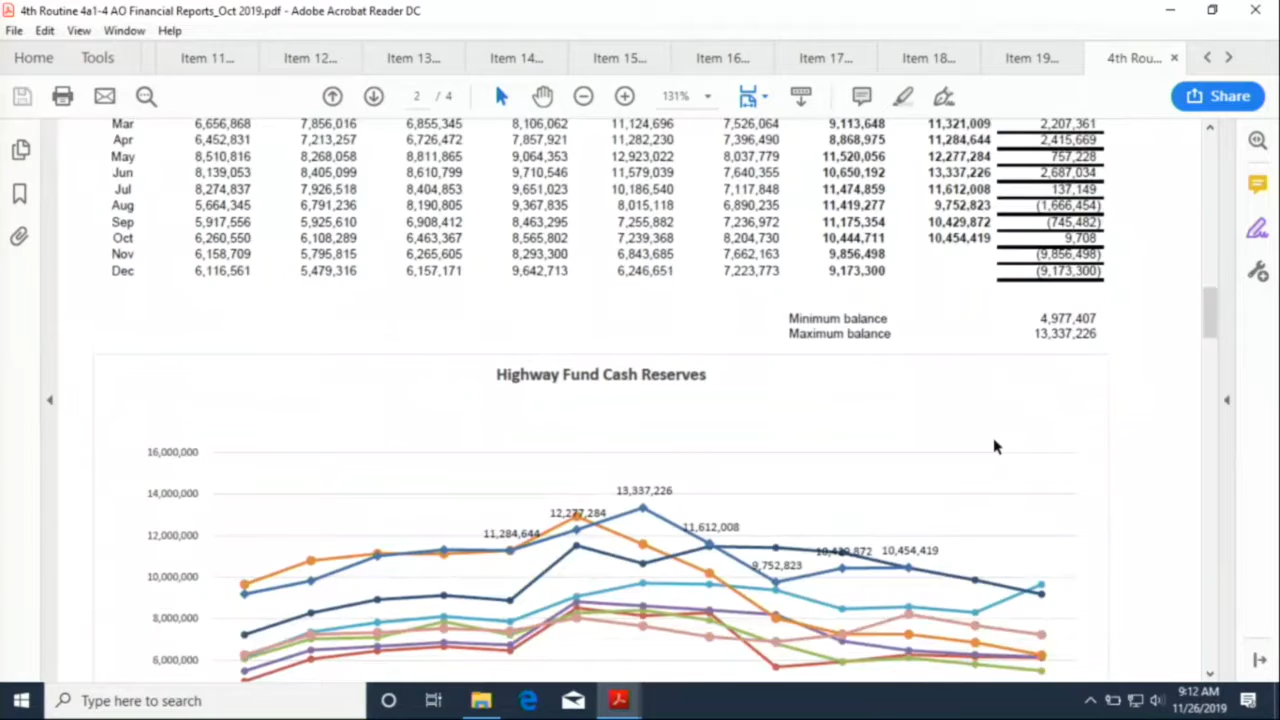 4th Routine 4a1-4 AO Financial Reports_Oct 2019.pdf - Adobe Acrobat Reader DC
File Edit View Window Help
Home Tools Item 11... Item 12... Item 13... Item 14... Item 15... Item 16... Item 17... Item 18... Item 19... 4th Rou...
2 / 4 131% Share
Mar 6,656,868 7,856,016 6,855,345 8,106,062 11,124,696 7,526,064 9,113,648 11,321,009 2,207,361
Apr 6,452,831 7,213,257 6,726,472 7,857,921 11,282,230 7,396,490 8,868,975 11,284,644 2,415,669
May 8,510,816 8,268,058 8,811,865 9,064,353 12,923,022 8,037,779 11,520,056 12,277,284 757,228
Jun 8,139,053 8,405,099 8,610,799 9,710,546 11,579,039 7,640,355 10,650,192 13,337,226 2,687,034
Jul 8,274,837 7,926,518 8,404,853 9,651,023 10,186,540 7,117,848 11,474,859 11,612,008 137,149
Aug 5,664,345 6,791,236 8,190,805 9,367,835 8,015,118 6,890,235 11,419,277 9,752,823 (1,666,454)
Sep 5,917,556 5,925,610 6,908,412 8,463,295 7,255,882 7,236,972 11,175,354 10,429,872 (745,482)
Oct 6,260,550 6,108,289 6,463,367 8,565,802 7,239,368 8,204,730 10,444,711 10,454,419 9,708
Nov 6,158,709 5,795,818 6,265,605 8,293,300 6,843,685 7,662,163 9,856,498 (9,856,498)
Dec 6,116,561 5,479,316 6,157,171 9,642,713 6,246,651 7,223,773 9,173,300 (9,173,300)
Minimum balance 4,977,407
Maximum balance 13,337,226
Highway Fund Cash Reserves
16,000,000
14,000,000
13,337,226
12,277,284
11,284,644
11,612,008
12,000,000
10,429,872
10,454,419
9,752,823
10,000,000
8,000,000
6,000,000
Type here to search
9:12 AM
11/26/2019